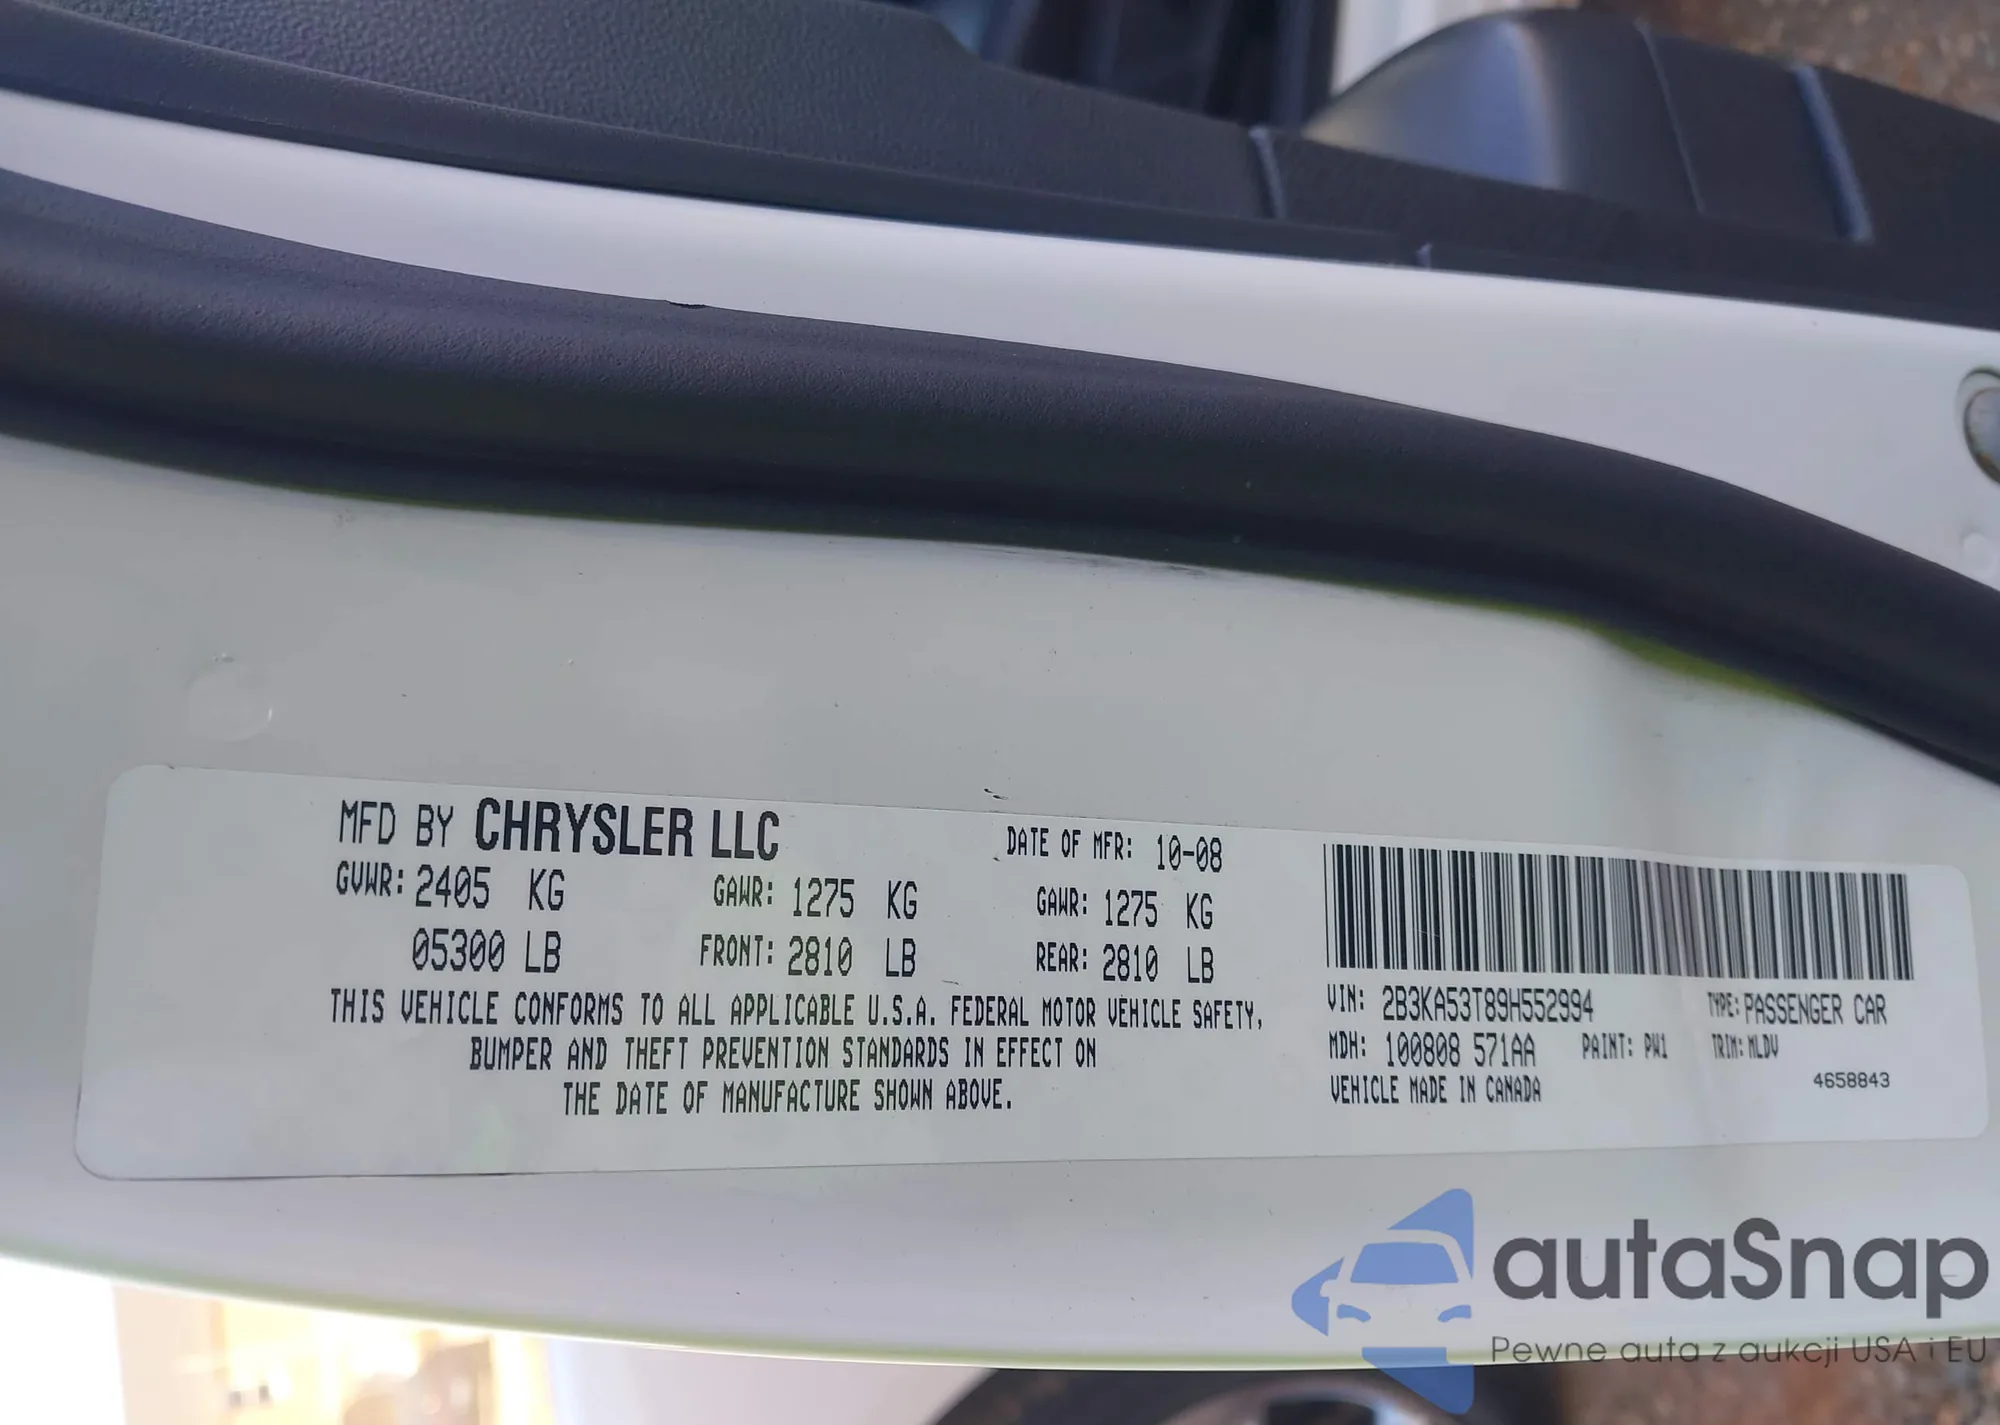 MFD BY CHRYSLER LLC
DATE OF MFR: 10-08
GVWR: 2405 KG
GAWR: 1275 KG
GAWR: 1275 KG
05300 LB
FRONT: 2810 LB
REAR: 2810 LB
THIS VEHICLE CONFORMS TO ALL APPLICABLE U.S.A. FEDERAL MOTOR VEHICLE SAFETY,
BUMPER AND THEFT PREVENTION STANDARDS IN EFFECT ON
THE DATE OF MANUFACTURE SHOWN ABOVE.
VIN: 2B3KA53T89H552994
TYPE: PASSENGER CAR
MDH: 100808 571AA
PAINT: PW1
TRIM: MLDV
VEHICLE MADE IN CANADA
4658843
autaSnap
Pewne auta z aukcji USA i EU